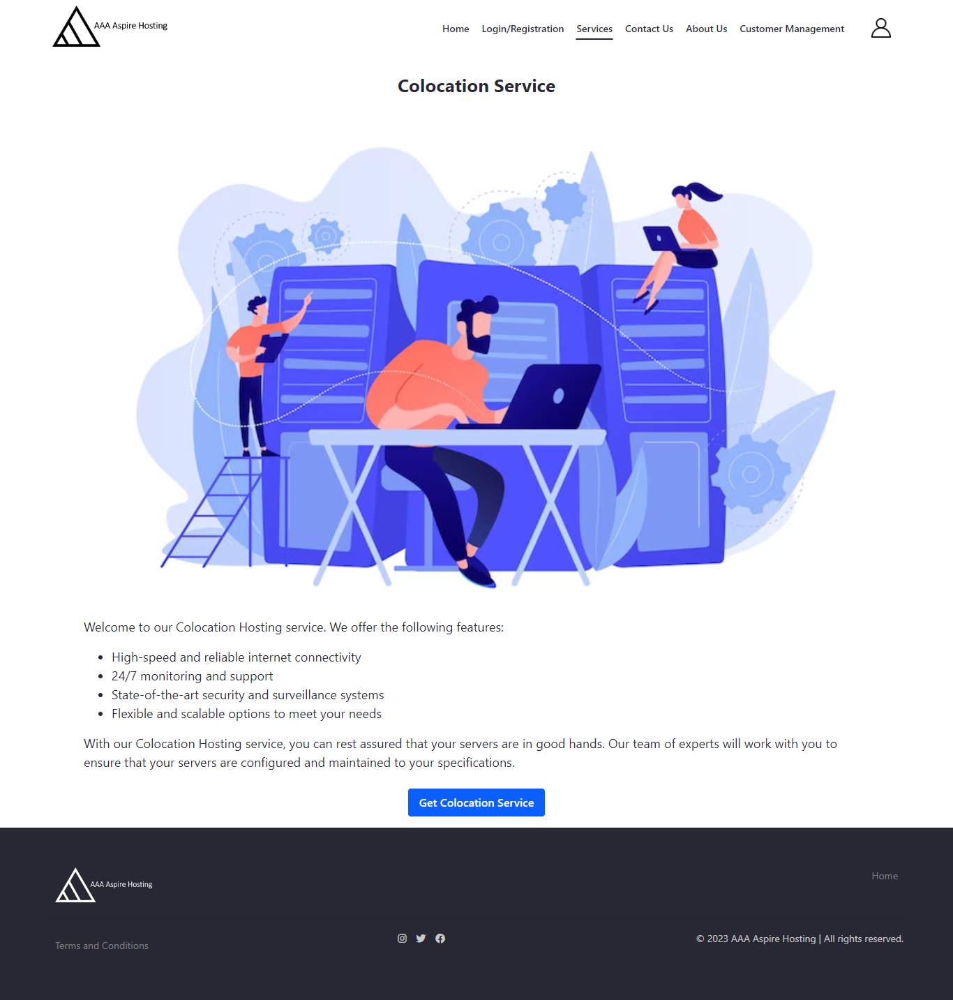 AAA Aspire Hosting
Home Login/Registration Services Contact Us About Us Customer Management
Colocation Service
Welcome to our Colocation Hosting service. We offer the following features:
• High-speed and reliable internet connectivity
• 24/7 monitoring and support
• State-of-the-art security and surveillance systems
• Flexible and scalable options to meet your needs
With our Colocation Hosting service, you can rest assured that your servers are in good hands. Our team of experts will work with you to
ensure that your servers are configured and maintained to your specifications.
Get Colocation Service
AAA Aspire Hosting
Home
Terms and Conditions
© 2023 AAA Aspire Hosting | All rights reserved.